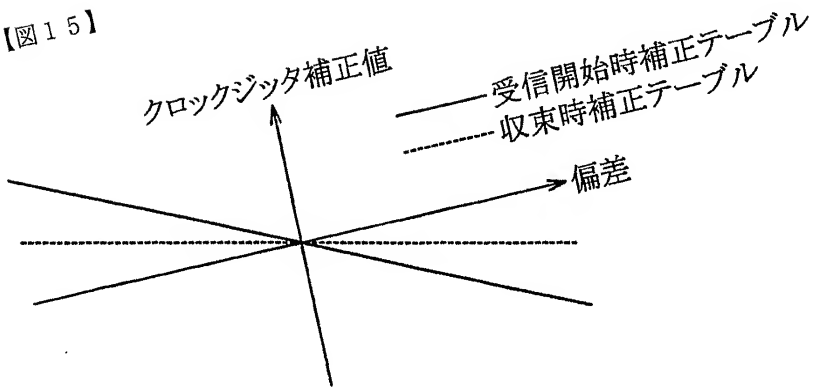 【図15】
クロックジッタ補正値
受信開始時補正テーブル
収束時補正テーブル
偏差